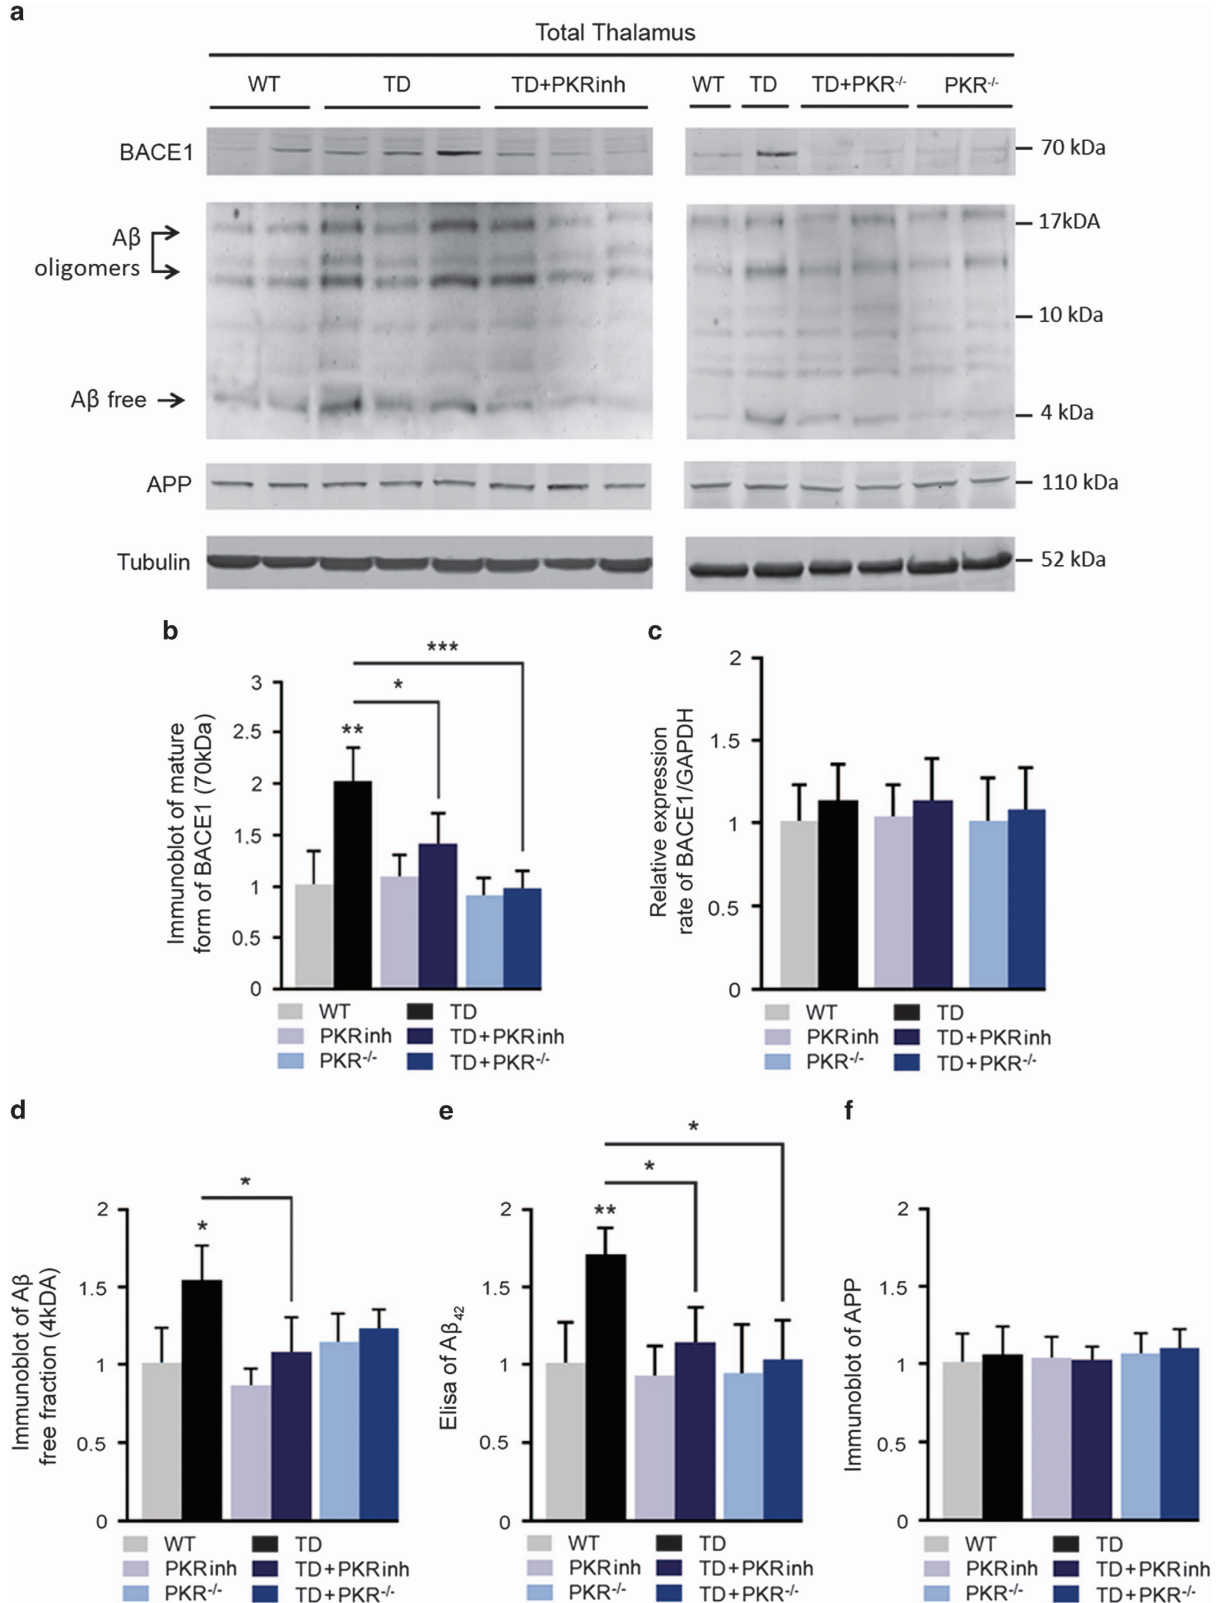 a
Total Thalamus
WT TD TD+PKRinh WT TD TD+PKR-/- PKR-/-
BACE1 70 kDa
17kDA
Aβ
oligomers
10 kDa
Aβ free 4 kDa
APP 110 kDa
Tubulin 52 kDa
b
Immunoblot of mature
form of BACE1 (70kDa)
3
2.5
2
1.5
1
0.5
0
***
*
**
WT TD
PKRinh TD+PKRinh
PKR-/- TD+PKR-/-
c
Relative expression
rate of BACE1/GAPDH
2
1.5
1
0.5
0
WT TD
PKRinh TD+PKRinh
PKR-/- TD+PKR-/-
d
Immunoblot of Aβ
free fraction (4kDA)
2
1.5
1
0.5
0
*
*
WT TD
PKRinh TD+PKRinh
PKR-/- TD+PKR-/-
e
Elisa of Aβ42
2
1.5
1
0.5
0
*
*
**
WT TD
PKRinh TD+PKRinh
PKR-/- TD+PKR-/-
f
Immunoblot of APP
2
1.5
1
0.5
0
WT TD
PKRinh TD+PKRinh
PKR-/- TD+PKR-/-